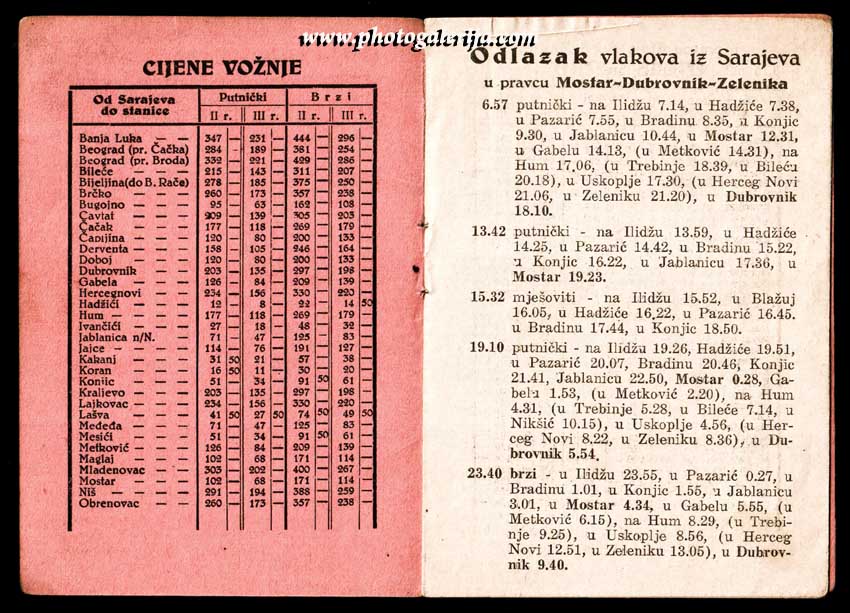 www.photogalerija.com
CIJENE VOŽNJE
Od Sarajeva do stanice | Putnički | Brzi
II r. | III r. | II r. | III r.
Banja Luka — — 347 — 231 — 444 — 296 —
Beograd (pr. Čačka) 284 - 189 — 381 — 254 —
Beograd (pr. Broda) 332 — 221 — 429 — 286 —
Bileće — — — 215 — 143 — 311 — 207 —
Bijeljina(do B. Rače) 278 — 185 — 375 — 250 —
Brčko — — — 260 — 173 — 357 — 238 —
Bugojno — — — 95 — 63 — 162 — 108 —
Čavtat — — — 209 — 139 — 305 — 203 —
Čačak — — — 177 — 118 — 269 — 179 —
Čapljina — — — 120 — 80 — 200 — 133 —
Derventa — — — 158 — 105 — 246 — 164 —
Doboj — — — 120 — 80 — 200 — 133 —
Dubrovnik — — — 203 — 135 — 297 — 198 —
Gabela — — — 126 — 84 — 209 — 139 —
Hercegnovi — — 234 — 156 — 330 — 220 —
Hadžići — — — 12 — 8 — 22 — 14 50
Hum — — — — 177 — 118 — 269 — 179 —
Ivančići — — — 27 — 18 — 48 — 32 —
Jablanica n/N. 71 — 47 — 125 — 83 —
Jajce — — — — 114 — 76 — 191 — 127 —
Kakanj — — — 31 50 21 — 57 — 38 —
Koran — — — 16 50 11 — 30 — 20 —
Konjic — — — 51 — 34 — 91 50 61 —
Kraljevo — — — 203 — 135 — 297 — 198 —
Lajkovac — — — 234 — 156 — 330 — 220 —
Lašva — — — 41 50 27 50 74 50 49 50
Međeđa — — — 71 — 47 — 125 — 83 —
Mesići — — — 51 — 34 — 91 50 61 —
Metković — — — 126 — 84 — 209 — 139 —
Maglaj — — — 102 — 68 — 171 — 114 —
Mladenovac — — 303 — 202 — 400 — 267 —
Mostar — — — 102 — 68 — 171 — 114 —
Niš — — — — 291 — 194 — 388 — 259 —
Obrenovac — — 260 — 173 — 357 — 238 —
Odlazak vlakova iz Sarajeva
u pravcu Mostar-Dubrovnik-Zelenika
6.57 putnički - na Ilidžu 7.14, u Hadžiće 7.38,
u Pazarić 7.55, u Bradinu 8.35, u Konjic
9.30, u Jablanicu 10.44, u Mostar 12.31,
u Gabelu 14.13, (u Metković 14.31), na
Hum 17.06, (u Trebinje 18.39, u Bileću
20.18), u Uskoplje 17.30, (u Herceg Novi
21.06, u Zeleniku 21.20), u Dubrovnik
18.10.
13.42 putnički - na Ilidžu 13.59, u Hadžiće
14.25, u Pazarić 14.42, u Bradinu 15.22,
u Konjic 16.22, u Jablanicu 17.36, u
Mostar 19.23.
15.32 mješoviti - na Ilidžu 15.52, u Blažuj
16.05, u Hadžiće 16.22, u Pazarić 16.45.
u Bradinu 17.44, u Konjic 18.50.
19.10 putnički - na Ilidžu 19.26, Hadžiće 19.51,
u Pazarić 20.07, Bradinu 20.46, Konjic
21.41, Jablanicu 22.50, Mostar 0.28, Ga-
belu 1.53, (u Metković 2.20), na Hum
4.31, (u Trebinje 5.28, u Bileće 7.14, u
Nikšić 10.15), u Uskoplje 4.56, (u Her-
ceg Novi 8.22, u Zeleniku 8.36), u Du-
brovnik 5.54.
23.40 brzi - u Ilidžu 23.55, u Pazarić 0.27, u
Bradinu 1.01, u Konjic 1.55, u Jablanicu
3.01, u Mostar 4.34, u Gabelu 5.55, (u
Metković 6.15), na Hum 8.29, (u Trebi-
nje 9.25), u Uskoplje 8.56, (u Herceg
Novi 12.51, u Zeleniku 13.05), u Dubrov-
nik 9.40.